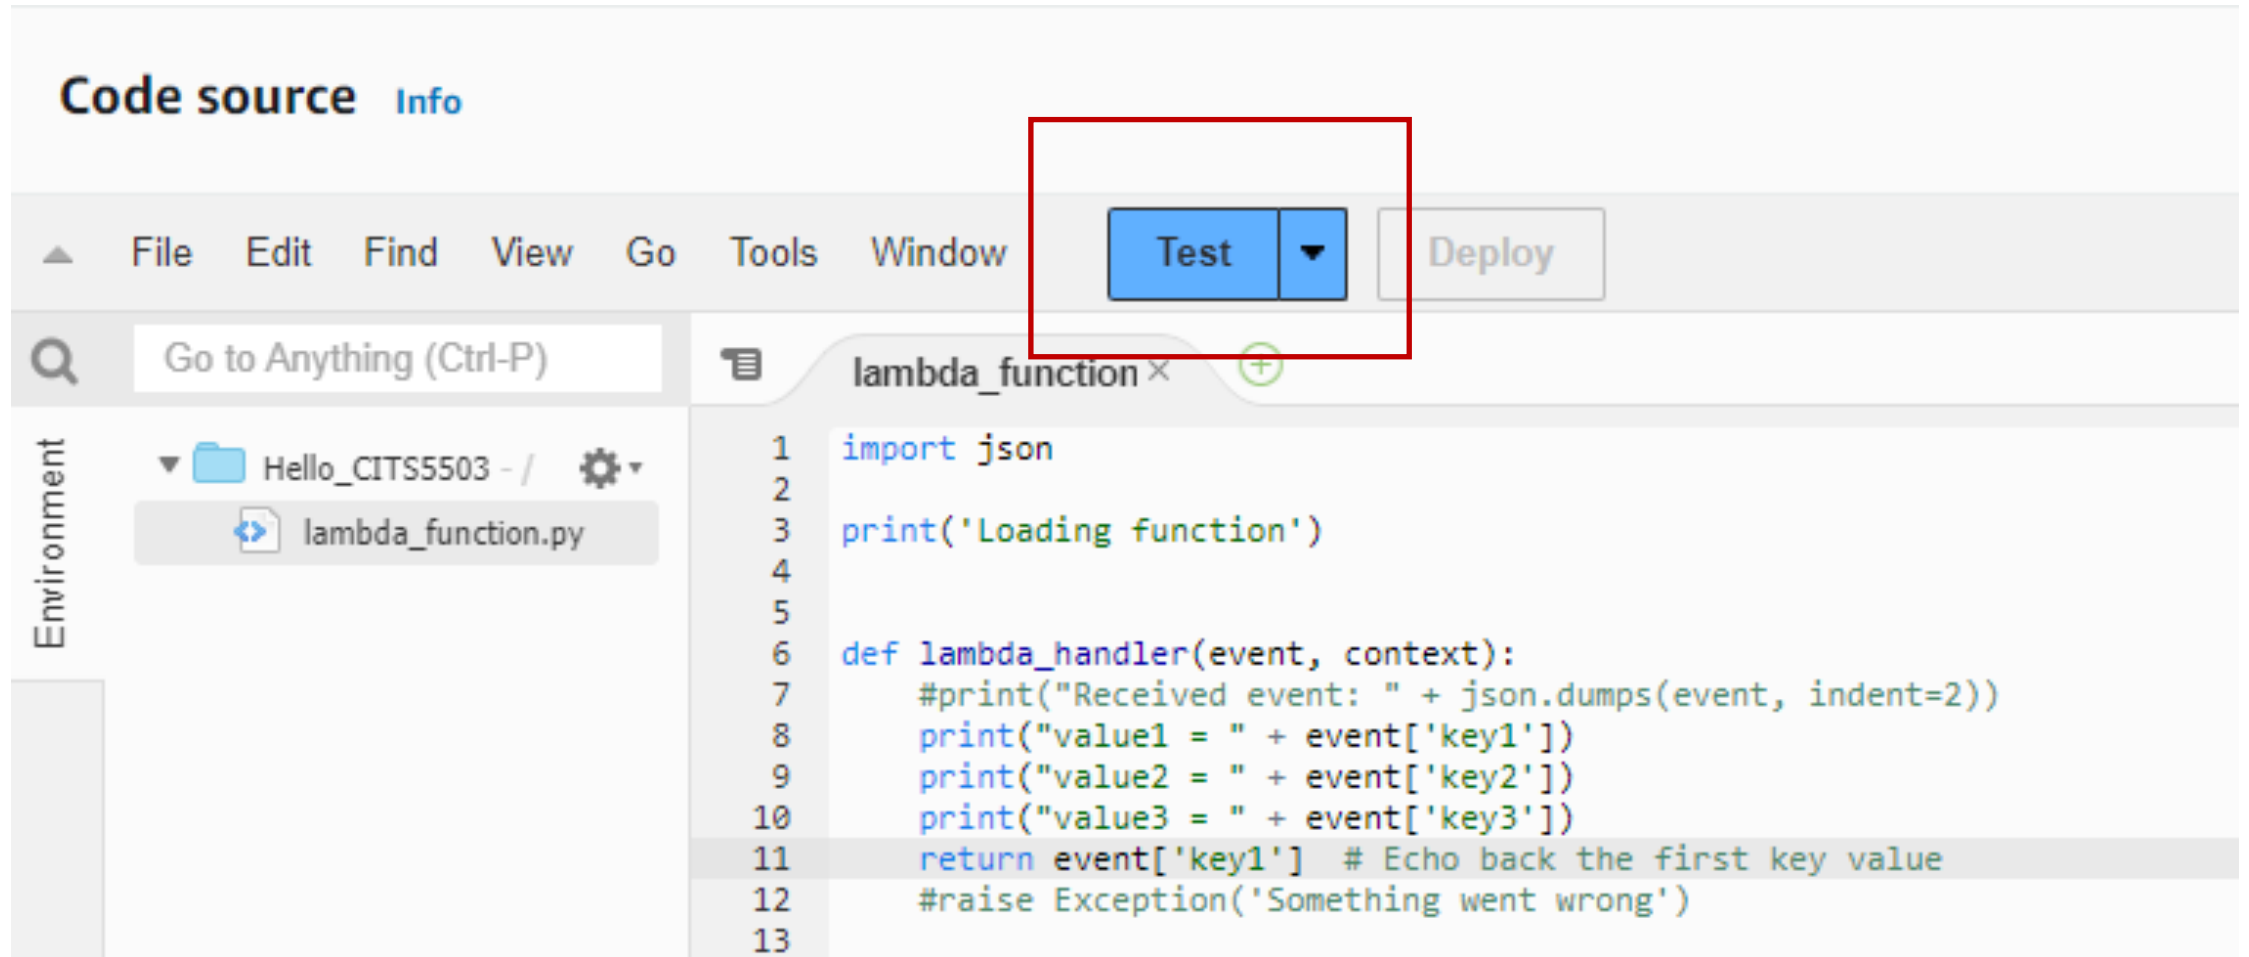 Code source Info
File Edit Find View Go Tools Window Test Deploy
Go to Anything (Ctrl-P)
lambda_function
Environment
Hello_CITS5503 - /
lambda_function.py
1 import json
2
3 print('Loading function')
4
5
6 def lambda_handler(event, context):
7 #print("Received event: " + json.dumps(event, indent=2))
8 print("value1 = " + event['key1'])
9 print("value2 = " + event['key2'])
10 print("value3 = " + event['key3'])
11 return event['key1']  # Echo back the first key value
12 #raise Exception('Something went wrong')
13